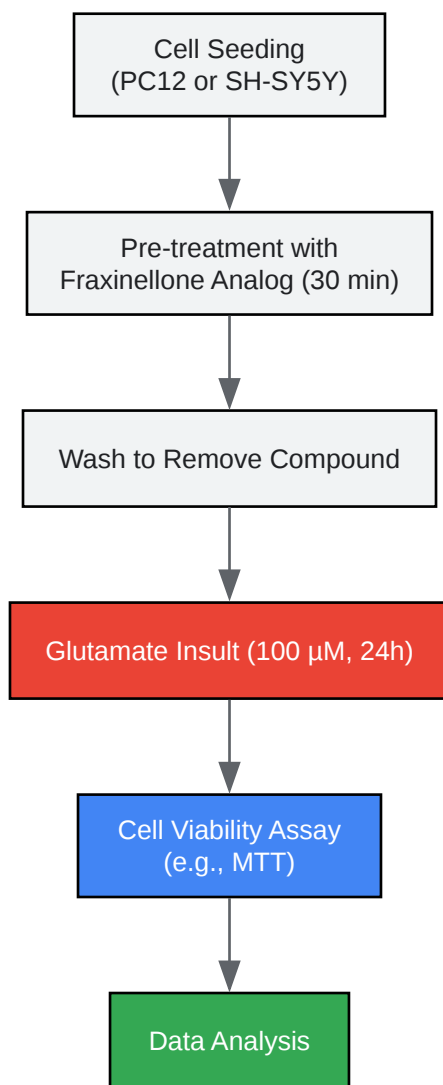 Cell Seeding
(PC12 or SH-SY5Y)
Pre-treatment with
Fraxinellone Analog (30 min)
Wash to Remove Compound
Glutamate Insult (100 µM, 24h)
Cell Viability Assay
(e.g., MTT)
Data Analysis